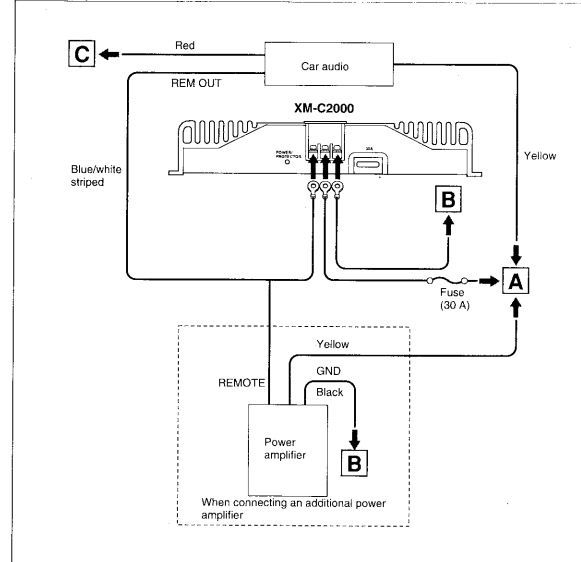 Red
C
Car audio
REM OUT
XM-C2000
POWER/
PROTECTOR
30A
Blue/white
striped
Yellow
B
A
Fuse
(30 A)
Yellow
GND
REMOTE
Black
Power
amplifier
B
When connecting an additional power
amplifier